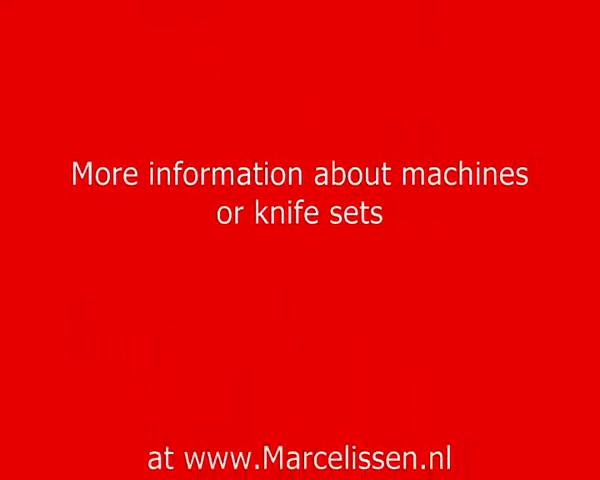 More information about machines
or knife sets
at www.Marcelissen.nl